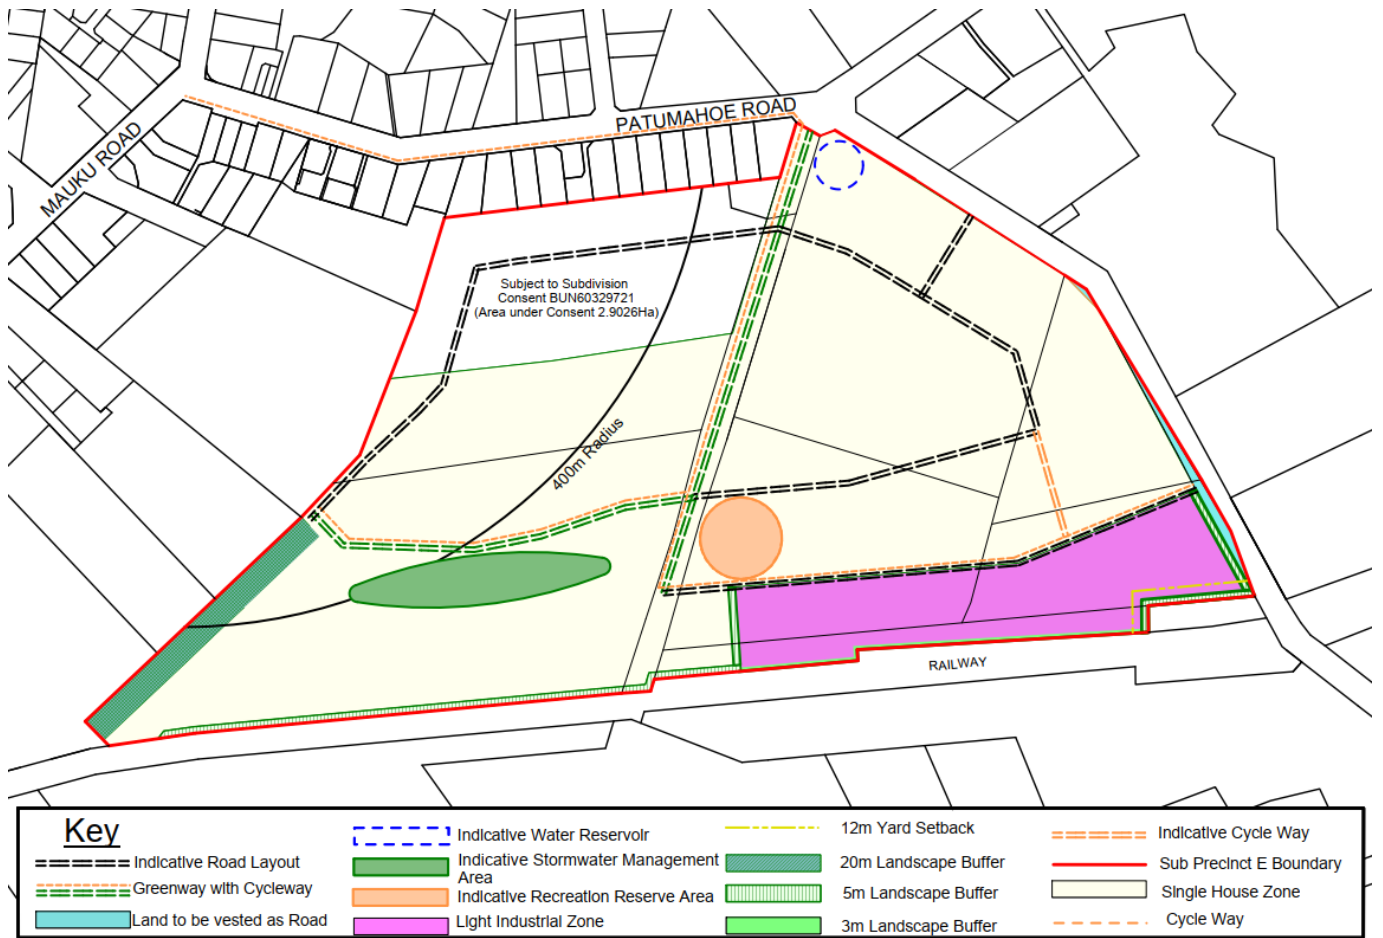 PATUMAHOE ROAD
MAUKU ROAD
Subject to Subdivision
Consent BUN60329721
(Area under Consent 2.9026Ha)
400m Radius
RAILWAY
Key
Indicative Road Layout
Greenway with Cycleway
Land to be vested as Road
Indicative Water Reservoir
Indicative Stormwater Management
Area
Indicative Recreation Reserve Area
Light Industrial Zone
12m Yard Setback
20m Landscape Buffer
5m Landscape Buffer
3m Landscape Buffer
Indicative Cycle Way
Sub Precinct E Boundary
Single House Zone
Cycle Way